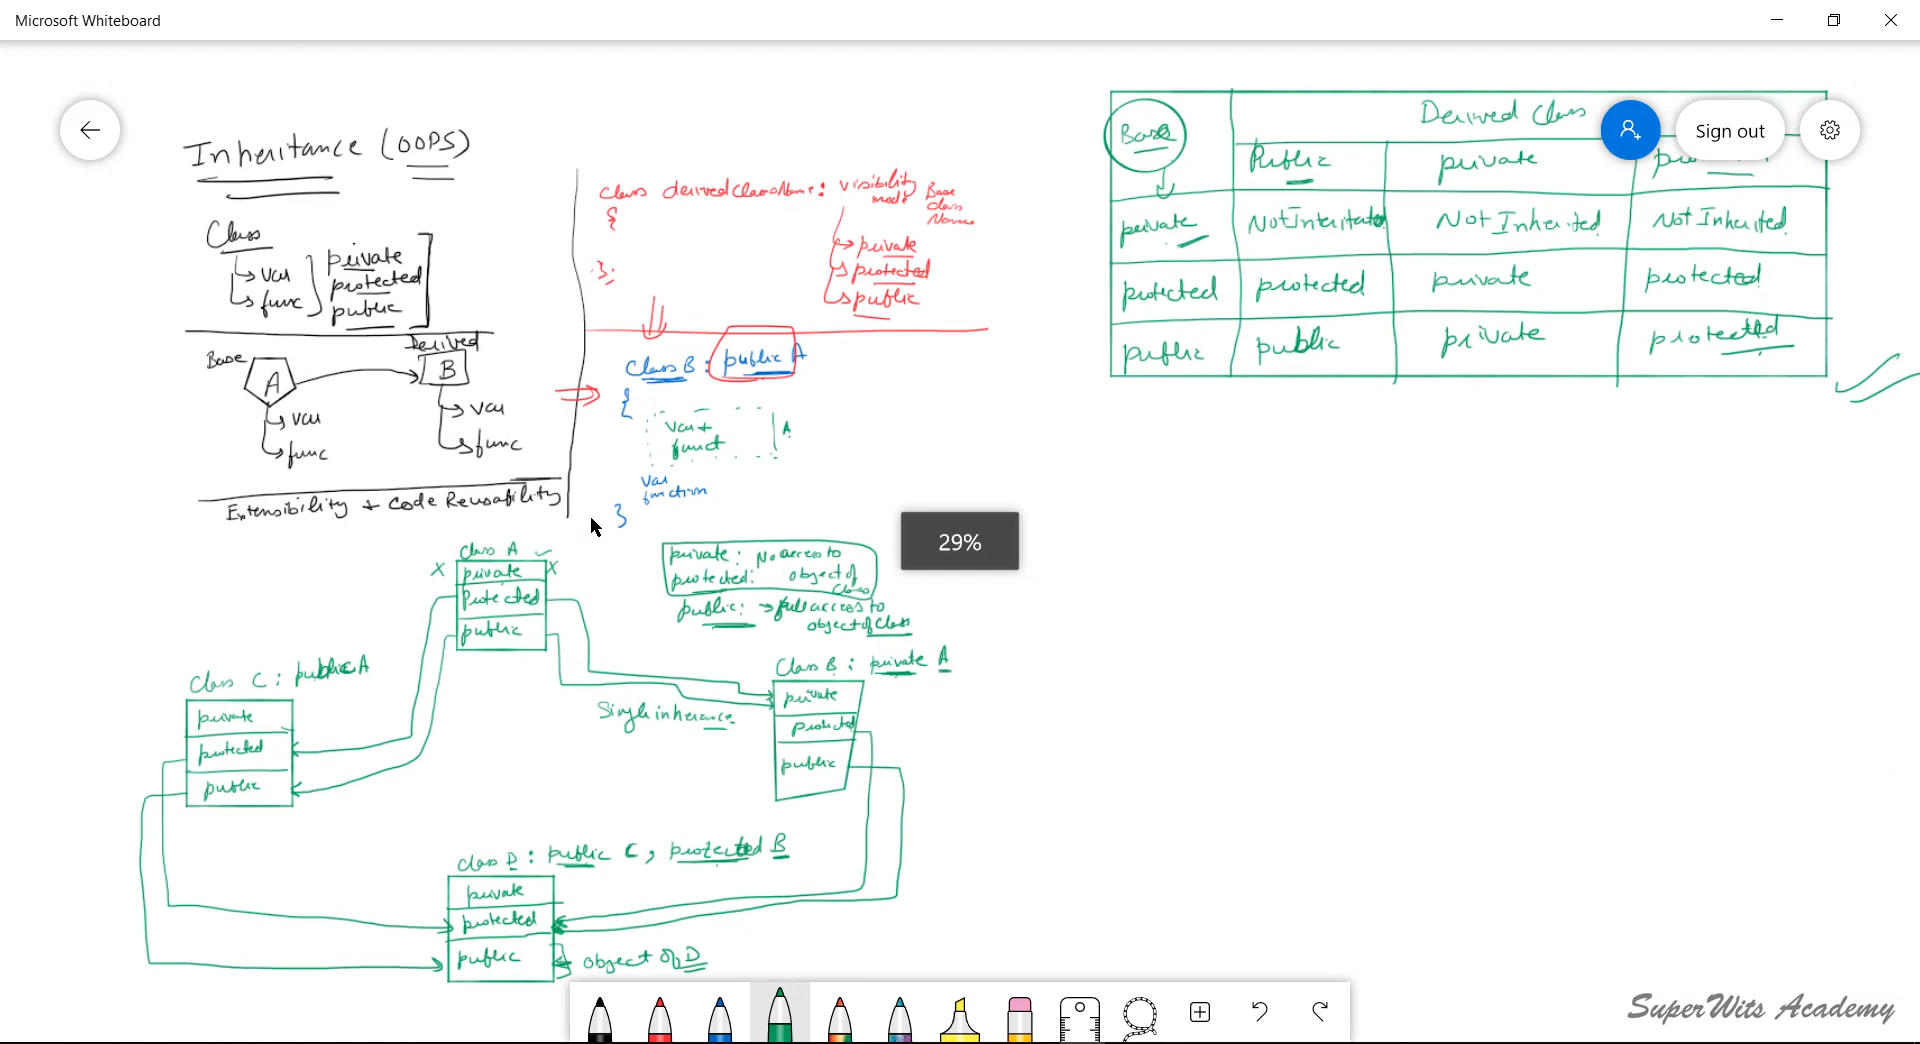 Microsoft Whiteboard
Inheritance (OOPS)
Class
var
func
private
protected
public
Base
A
var
func
Derived
B
var
func
Extensibility + Code Reusability
Class derivedClassName : visibility mode Base class Name
{
};
private
protected
public
Class B : public A
{
Var +
funct
A
Var
function
}
29%
Base
Derived Class
Public
private
private
Not Inherited
Not Inherited
protected
protected
private
protected
public
public
private
protected
Sign out
Class A
X private X
Protected
public
private : No access to
protected : object of
class
public : → full access to
object of class
Class C : public A
private
protected
public
Class B : private A
private
protected
public
Single
class D : public C , protected B
private
protected
public
object of D
SuperWits Academy